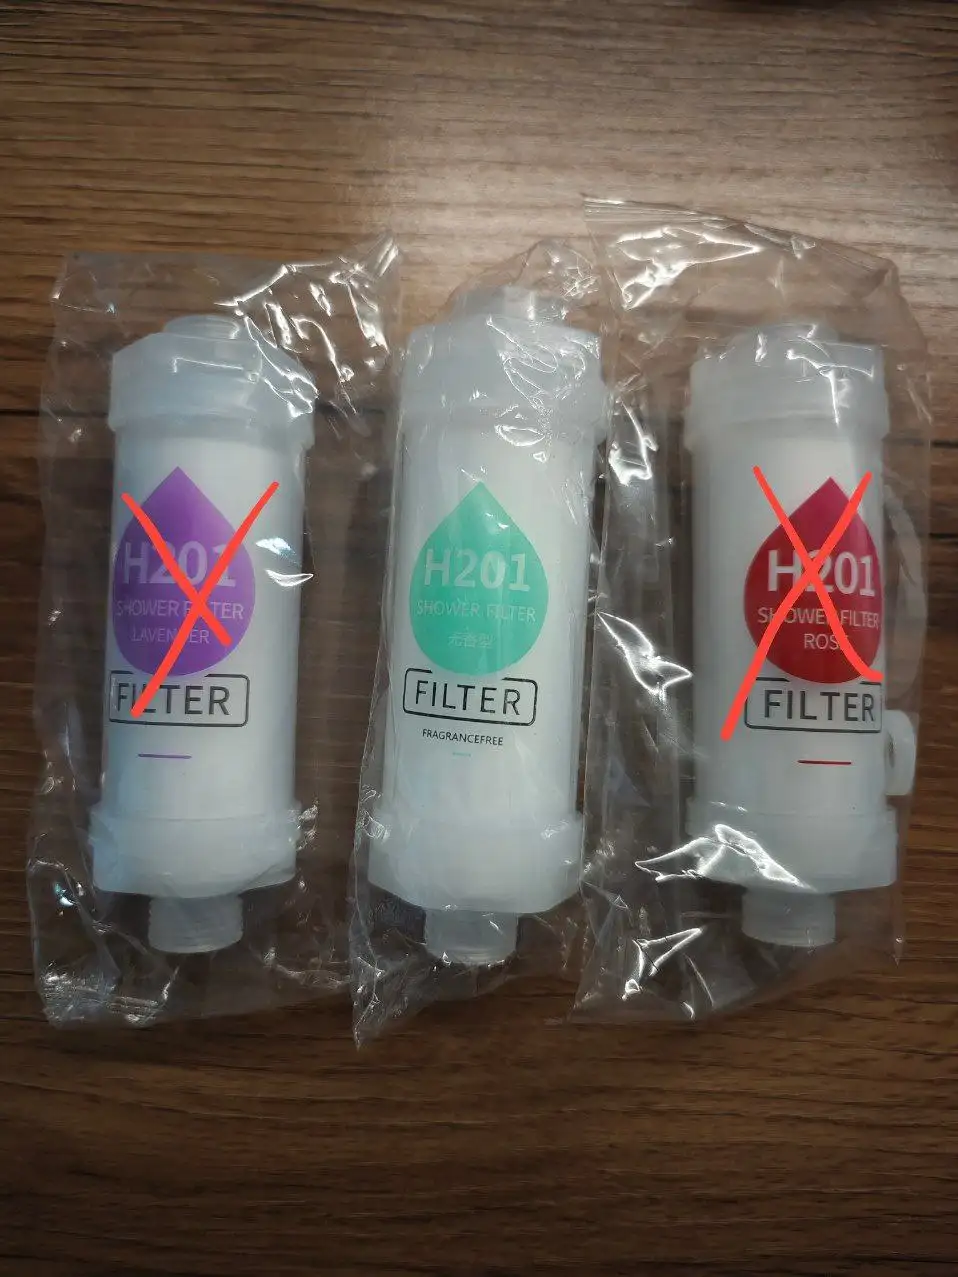 H201
SHOWER FILTER
LAVENDER
FILTER
H201
SHOWER FILTER
无香型
FILTER
FRAGRANCEFREE
H201
SHOWER FILTER
ROSE
FILTER